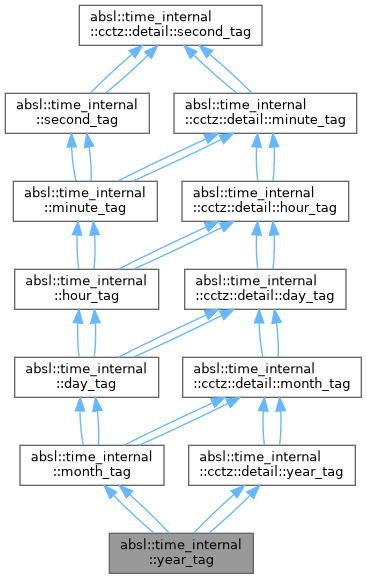 absl::time_internal
::cctz::detail::second_tag
absl::time_internal
::second_tag
absl::time_internal
::cctz::detail::minute_tag
absl::time_internal
::minute_tag
absl::time_internal
::cctz::detail::hour_tag
absl::time_internal
::hour_tag
absl::time_internal
::cctz::detail::day_tag
absl::time_internal
::day_tag
absl::time_internal
::cctz::detail::month_tag
absl::time_internal
::month_tag
absl::time_internal
::cctz::detail::year_tag
absl::time_internal
::year_tag